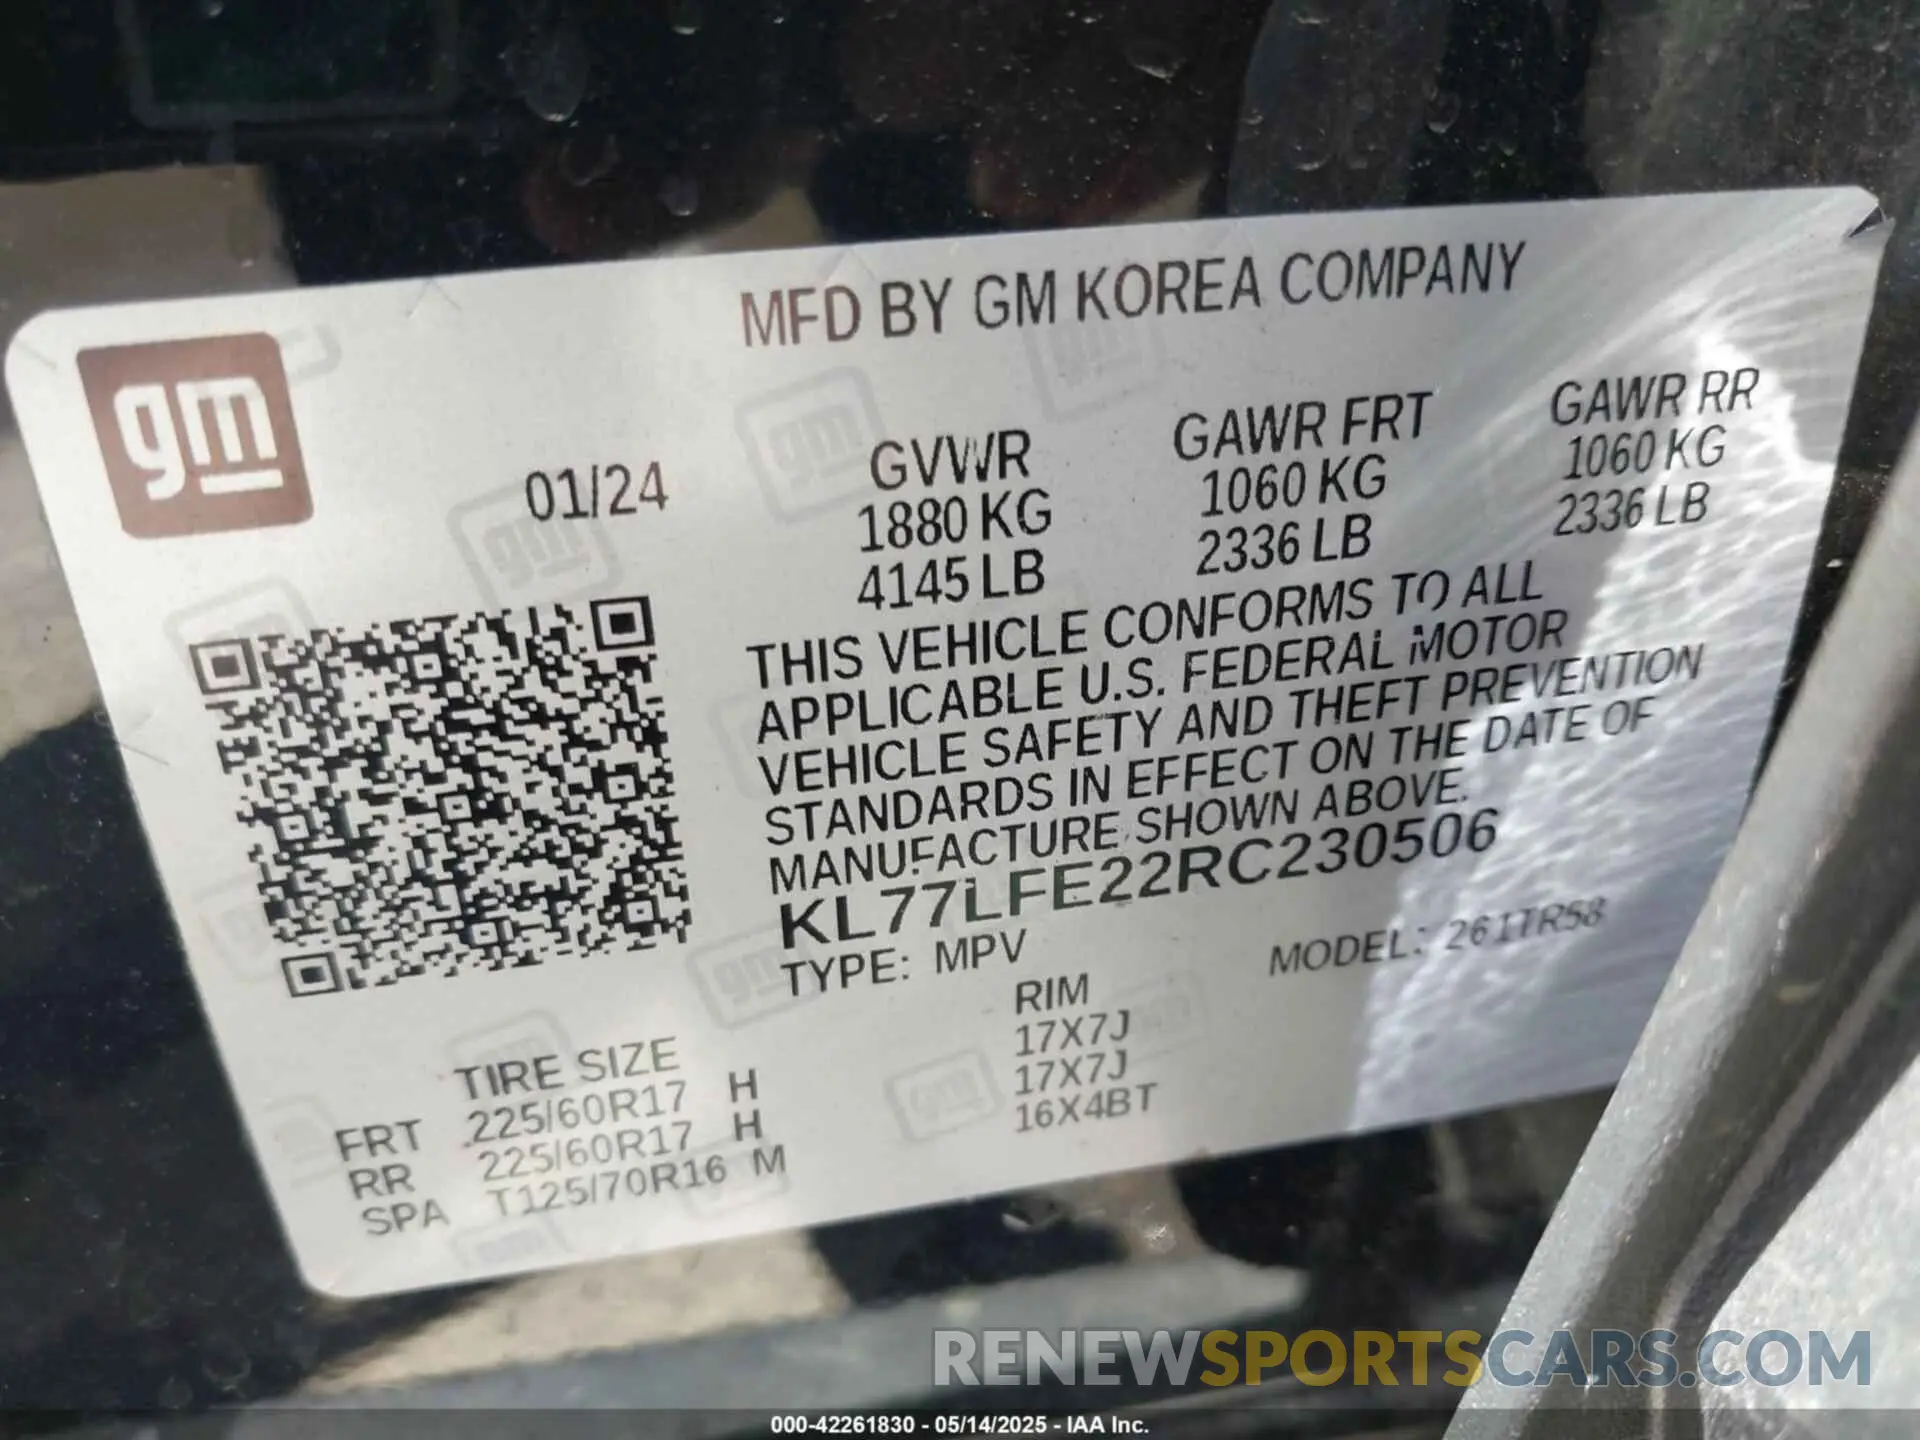 MFD BY GM KOREA COMPANY
gm
01/24
GVWR
1880 KG
4145 LB
GAWR FRT
1060 KG
2336 LB
GAWR RR
1060 KG
2336 LB
THIS VEHICLE CONFORMS TO ALL
APPLICABLE U.S. FEDERAL MOTOR
VEHICLE SAFETY AND THEFT PREVENTION
STANDARDS IN EFFECT ON THE DATE OF
MANUFACTURE SHOWN ABOVE.
KL77LFE22RC230506
TYPE: MPV
MODEL: 261TR58
TIRE SIZE
RIM
FRT 225/60R17 H 17X7J
RR 225/60R17 H 17X7J
SPA T125/70R16 M 16X4BT
RENEWSPORTSCARS.COM
000-42261830 - 05/14/2025 - IAA Inc.